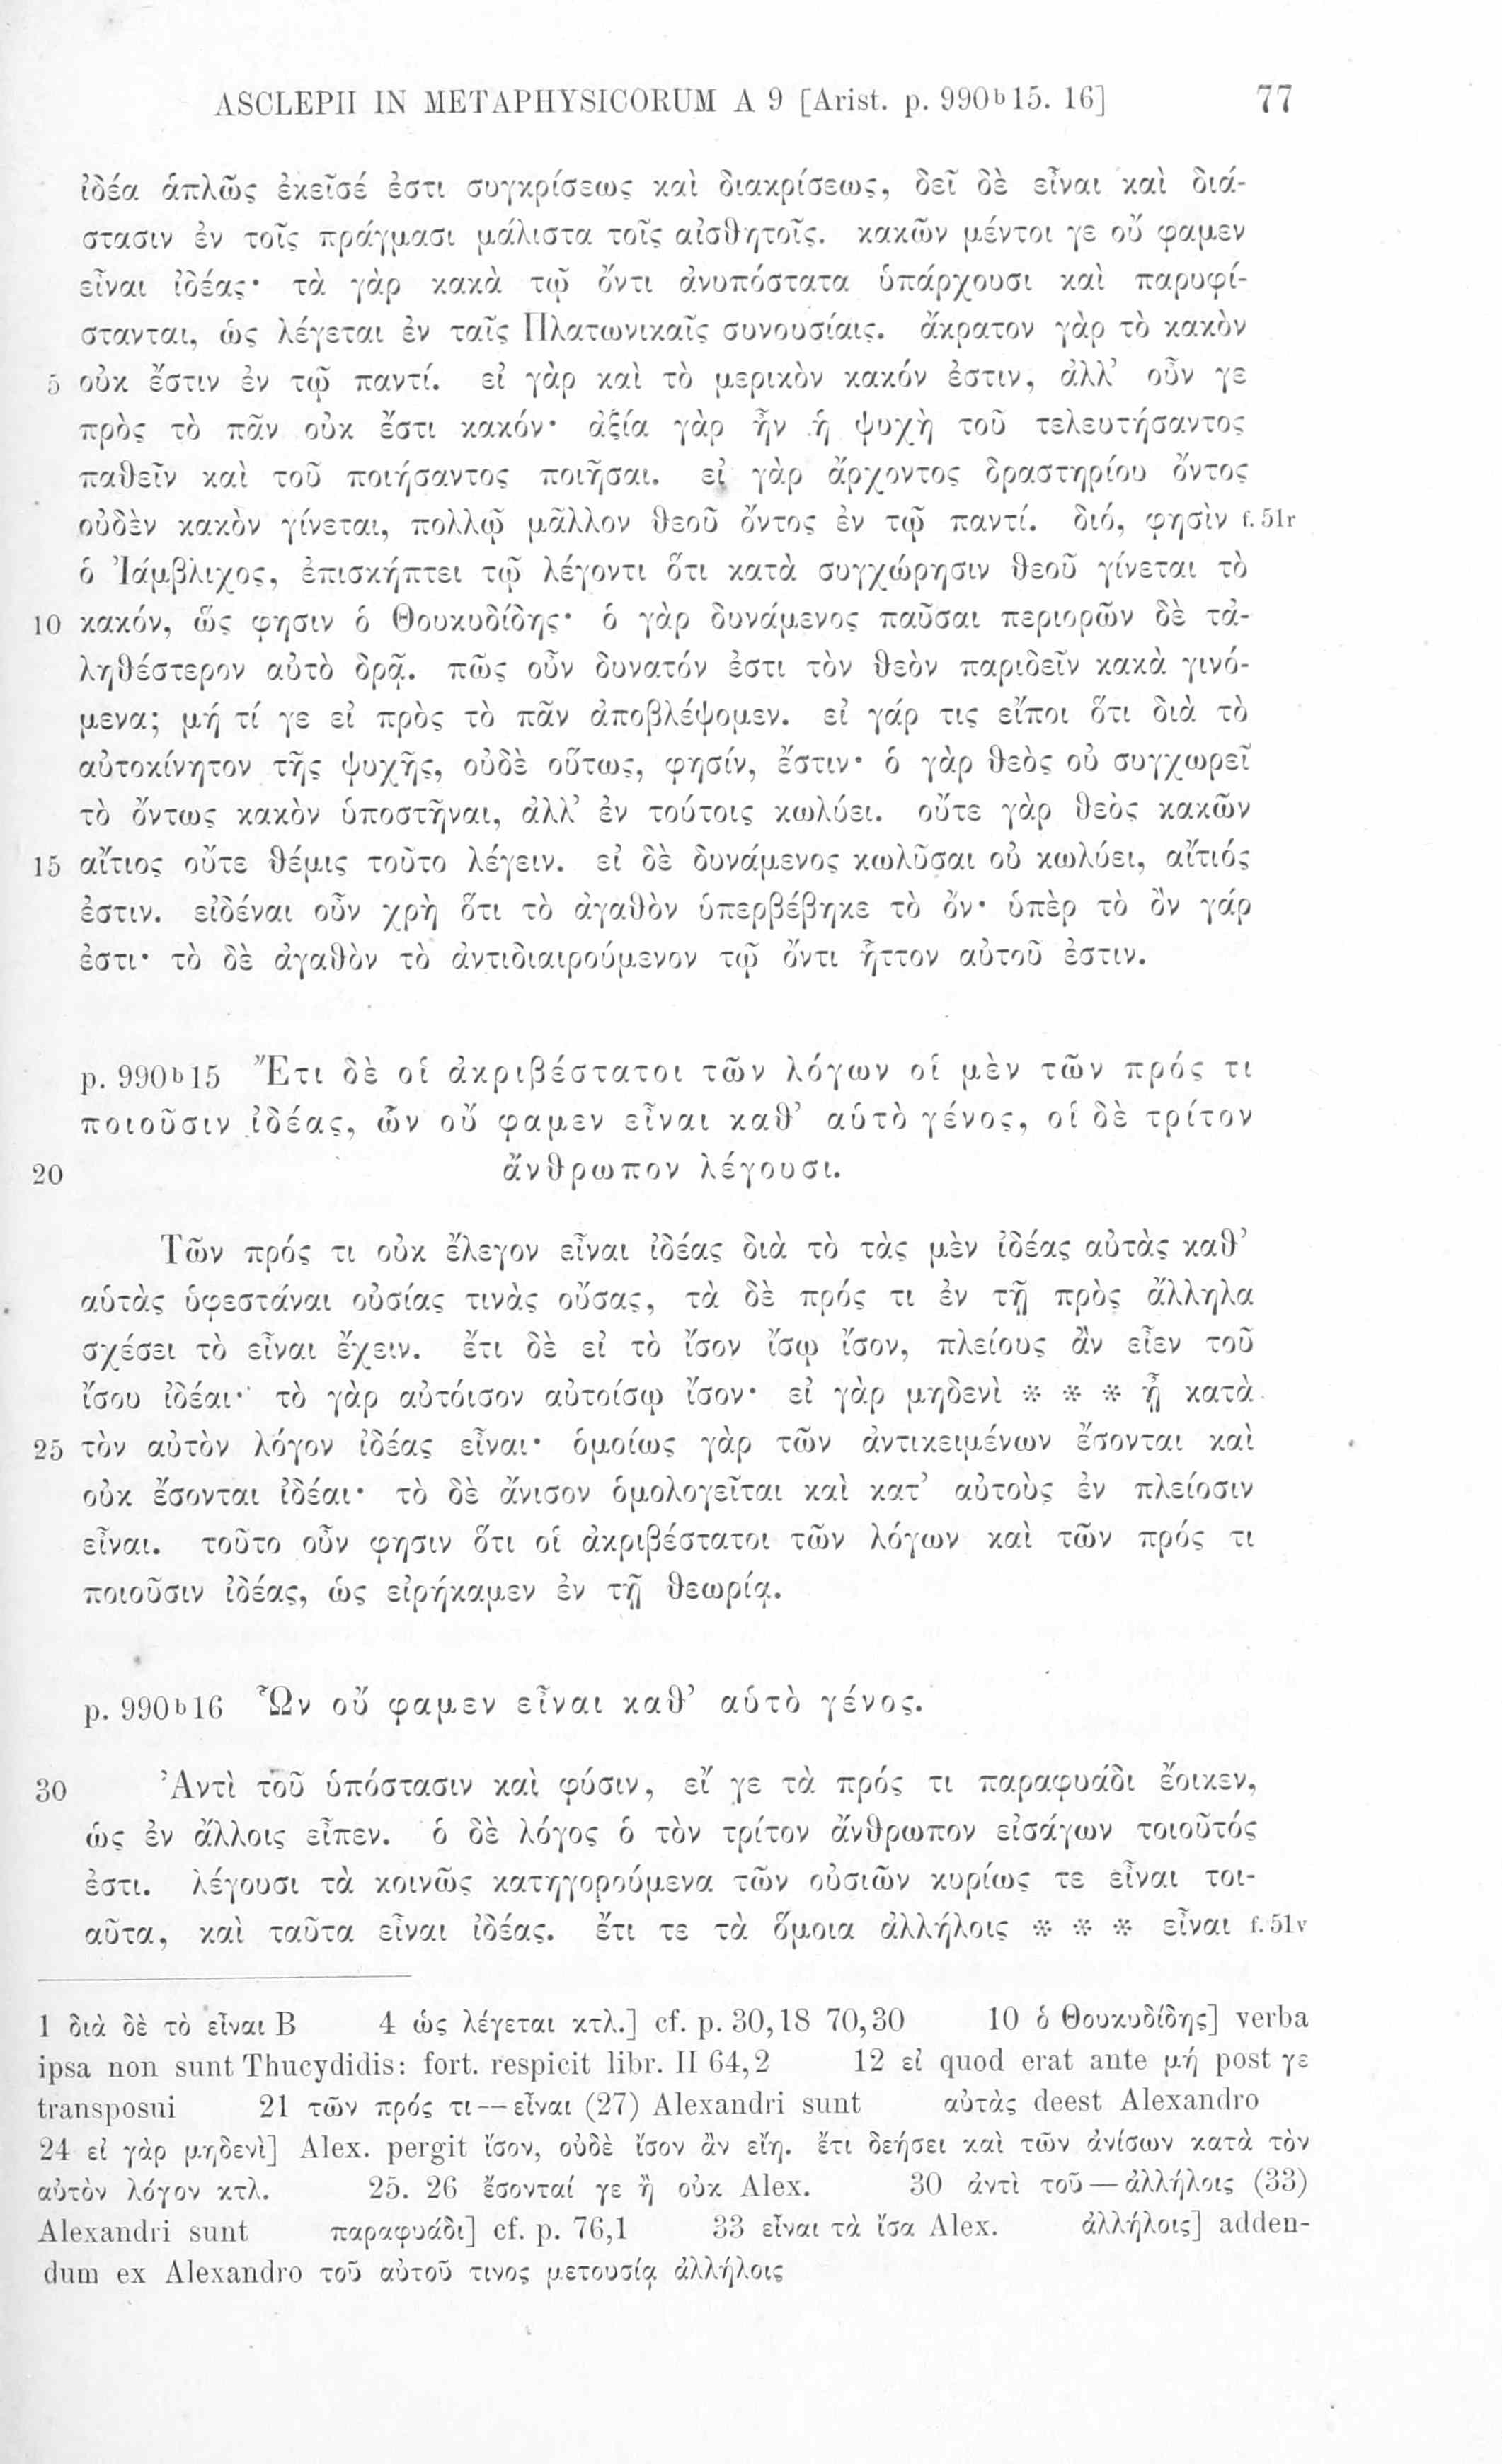 ASCLEPII IN METAPHYSICORUM A 9 [Arist. p. 990ᵇ15. 16] 77
ἰδέα ἁπλῶς ἐκεῖσέ ἐστι συγκρίσεως καὶ διακρίσεως, δεῖ δὲ εἶναι καὶ διά-
στασιν ἐν τοῖς πράγμασι μάλιστα τοῖς αἰσθητοῖς. κακῶν μέντοι γε οὔ φαμεν
εἶναι ἰδέας· τὰ γὰρ κακὰ τῷ ὄντι ἀνυπόστατα ὑπάρχουσι καὶ παρυφί-
στανται, ὡς λέγεται ἐν ταῖς Πλατωνικαῖς συνουσίαις. ἄκρατον γὰρ τὸ κακὸν
5 οὐκ ἔστιν ἐν τῷ παντί. εἰ γὰρ καὶ τὸ μερικὸν κακόν ἐστιν, ἀλλ’ οὖν γε
πρὸς τὸ πᾶν οὐκ ἔστι κακόν· ἀξία γὰρ ἦν ἡ ψυχὴ τοῦ τελευτήσαντος
παθεῖν καὶ τοῦ ποιήσαντος ποιῆσαι. εἰ γὰρ ἄρχοντος δραστηρίου ὄντος
οὐδὲν κακὸν γίνεται, πολλῷ μᾶλλον θεοῦ ὄντος ἐν τῷ παντί. διό, φησὶν f. 51r
ὁ Ἰάμβλιχος, ἐπισκήπτει τῷ λέγοντι ὅτι κατὰ συγχώρησιν θεοῦ γίνεται τὸ
10 κακόν, ὥς φησιν ὁ Θουκυδίδης· ὁ γὰρ δυνάμενος παῦσαι περιορῶν δὲ τἀ-
ληθέστερον αὐτὸ δρᾷ. πῶς οὖν δυνατόν ἐστι τὸν θεὸν παριδεῖν κακὰ γινό-
μενα; μή τί γε εἰ πρὸς τὸ πᾶν ἀποβλέψομεν. εἰ γάρ τις εἴποι ὅτι διὰ τὸ
αὐτοκίνητον τῆς ψυχῆς, οὐδὲ οὕτως, φησίν, ἔστιν· ὁ γὰρ θεὸς οὐ συγχωρεῖ
τὸ ὄντως κακὸν ὑποστῆναι, ἀλλ’ ἐν τούτοις κωλύει. οὔτε γὰρ θεὸς κακῶν
15 αἴτιος οὔτε θέμις τοῦτο λέγειν. εἰ δὲ δυνάμενος κωλῦσαι οὐ κωλύει, αἴτιός
ἐστιν. εἰδέναι οὖν χρὴ ὅτι τὸ ἀγαθὸν ὑπερβέβηκε τὸ ὄν· ὑπὲρ τὸ ὂν γάρ
ἐστι· τὸ δὲ ἀγαθὸν τὸ ἀντιδιαιρούμενον τῷ ὄντι ἧττον αὐτοῦ ἐστιν.
p. 990ᵇ15 Ἔτι δὲ οἱ ἀκριβέστατοι τῶν λόγων οἱ μὲν τῶν πρός τι
ποιοῦσιν ἰδέας, ὧν οὔ φαμεν εἶναι καθ’ αὑτὸ γένος, οἱ δὲ τρίτον
20 ἄνθρωπον λέγουσι.
Τῶν πρός τι οὐκ ἔλεγον εἶναι ἰδέας διὰ τὸ τὰς μὲν ἰδέας αὐτὰς καθ’
αὑτὰς ὑφεστάναι οὐσίας τινὰς οὔσας, τὰ δὲ πρός τι ἐν τῇ πρὸς ἄλληλα
σχέσει τὸ εἶναι ἔχειν. ἔτι δὲ εἰ τὸ ἴσον ἴσῳ ἴσον, πλείους ἂν εἶεν τοῦ
ἴσου ἰδέαι· τὸ γὰρ αὐτόισον αὐτοίσῳ ἴσον· εἰ γὰρ μηδενὶ * * * ᾖ κατὰ
25 τὸν αὐτὸν λόγον ἰδέας εἶναι· ὁμοίως γὰρ τῶν ἀντικειμένων ἔσονται καὶ
οὐκ ἔσονται ἰδέαι· τὸ δὲ ἄνισον ὁμολογεῖται καὶ κατ’ αὐτοὺς ἐν πλείοσιν
εἶναι. τοῦτο οὖν φησιν ὅτι οἱ ἀκριβέστατοι τῶν λόγων καὶ τῶν πρός τι
ποιοῦσιν ἰδέας, ὡς εἰρήκαμεν ἐν τῇ θεωρίᾳ.
p. 990ᵇ16 Ὧν οὔ φαμεν εἶναι καθ’ αὑτὸ γένος.
30 Ἀντὶ τοῦ ὑπόστασιν καὶ φύσιν, εἴ γε τὰ πρός τι παραφυάδι ἔοικεν,
ὡς ἐν ἄλλοις εἶπεν. ὁ δὲ λόγος ὁ τὸν τρίτον ἄνθρωπον εἰσάγων τοιοῦτός
ἐστι. λέγουσι τὰ κοινῶς κατηγορούμενα τῶν οὐσιῶν κυρίως τε εἶναι τοι-
αῦτα, καὶ ταῦτα εἶναι ἰδέας. ἔτι τε τὰ ὅμοια ἀλλήλοις * * * εἶναι f. 51v
1 διὰ δὲ τὸ εἶναι B 4 ὡς λέγεται κτλ.] cf. p. 30,18 70,30 10 ὁ Θουκυδίδης] verba
ipsa non sunt Thucydidis: fort. respicit libr. II 64,2 12 εἰ quod erat ante μή post γε
transposui 21 τῶν πρός τι — εἶναι (27) Alexandri sunt αὐτὰς deest Alexandro
24 εἰ γὰρ μηδενὶ] Alex. pergit ἴσον, οὐδὲ ἴσον ἂν εἴη. ἔτι δεήσει καὶ τῶν ἀνίσων κατὰ τὸν
αὐτὸν λόγον κτλ. 25. 26 ἔσονταί γε ἢ οὐκ Alex. 30 ἀντὶ τοῦ — ἀλλήλοις (33)
Alexandri sunt παραφυάδι] cf. p. 76,1 33 εἶναι τὰ ἴσα Alex. ἀλλήλοις] adden-
dum ex Alexandro τοῦ αὐτοῦ τινος μετουσίᾳ ἀλλήλοις